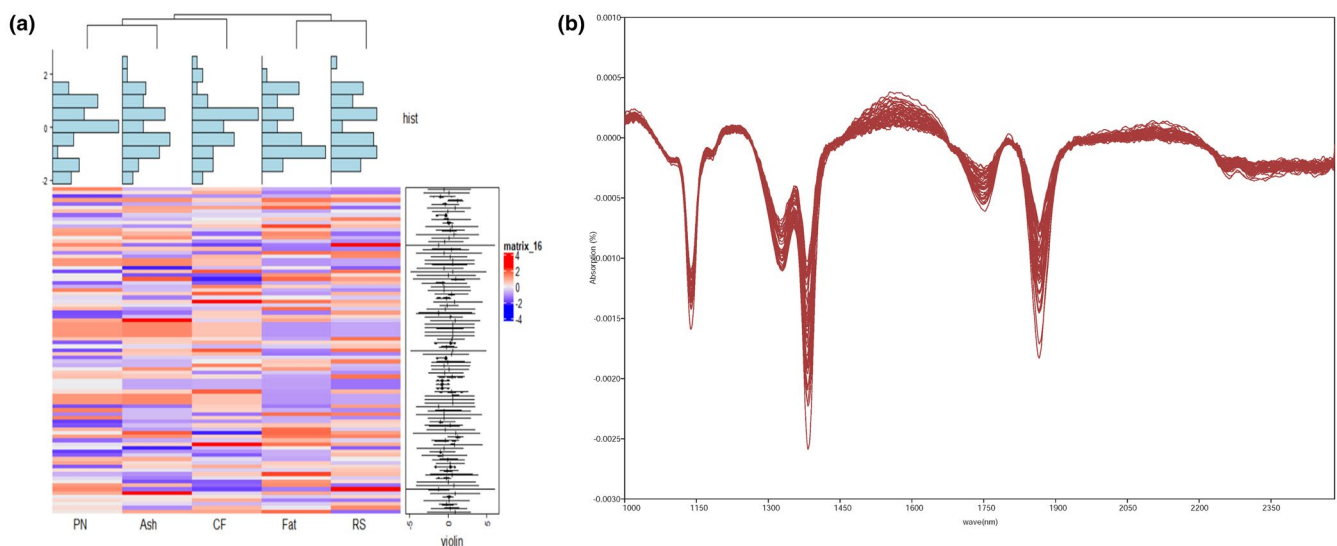 (a)
2
0
-2
hist
matrix_16
4
2
0
-2
-4
PN Ash CF Fat RS
-5 0 5
violin
(b)
0.0010
0.0005
0.0000
-0.0005
-0.0010
-0.0015
-0.0020
-0.0025
-0.0030
Absorption (%)
1000 1150 1300 1450 1600 1750 1900 2050 2200 2350
wave(nm)